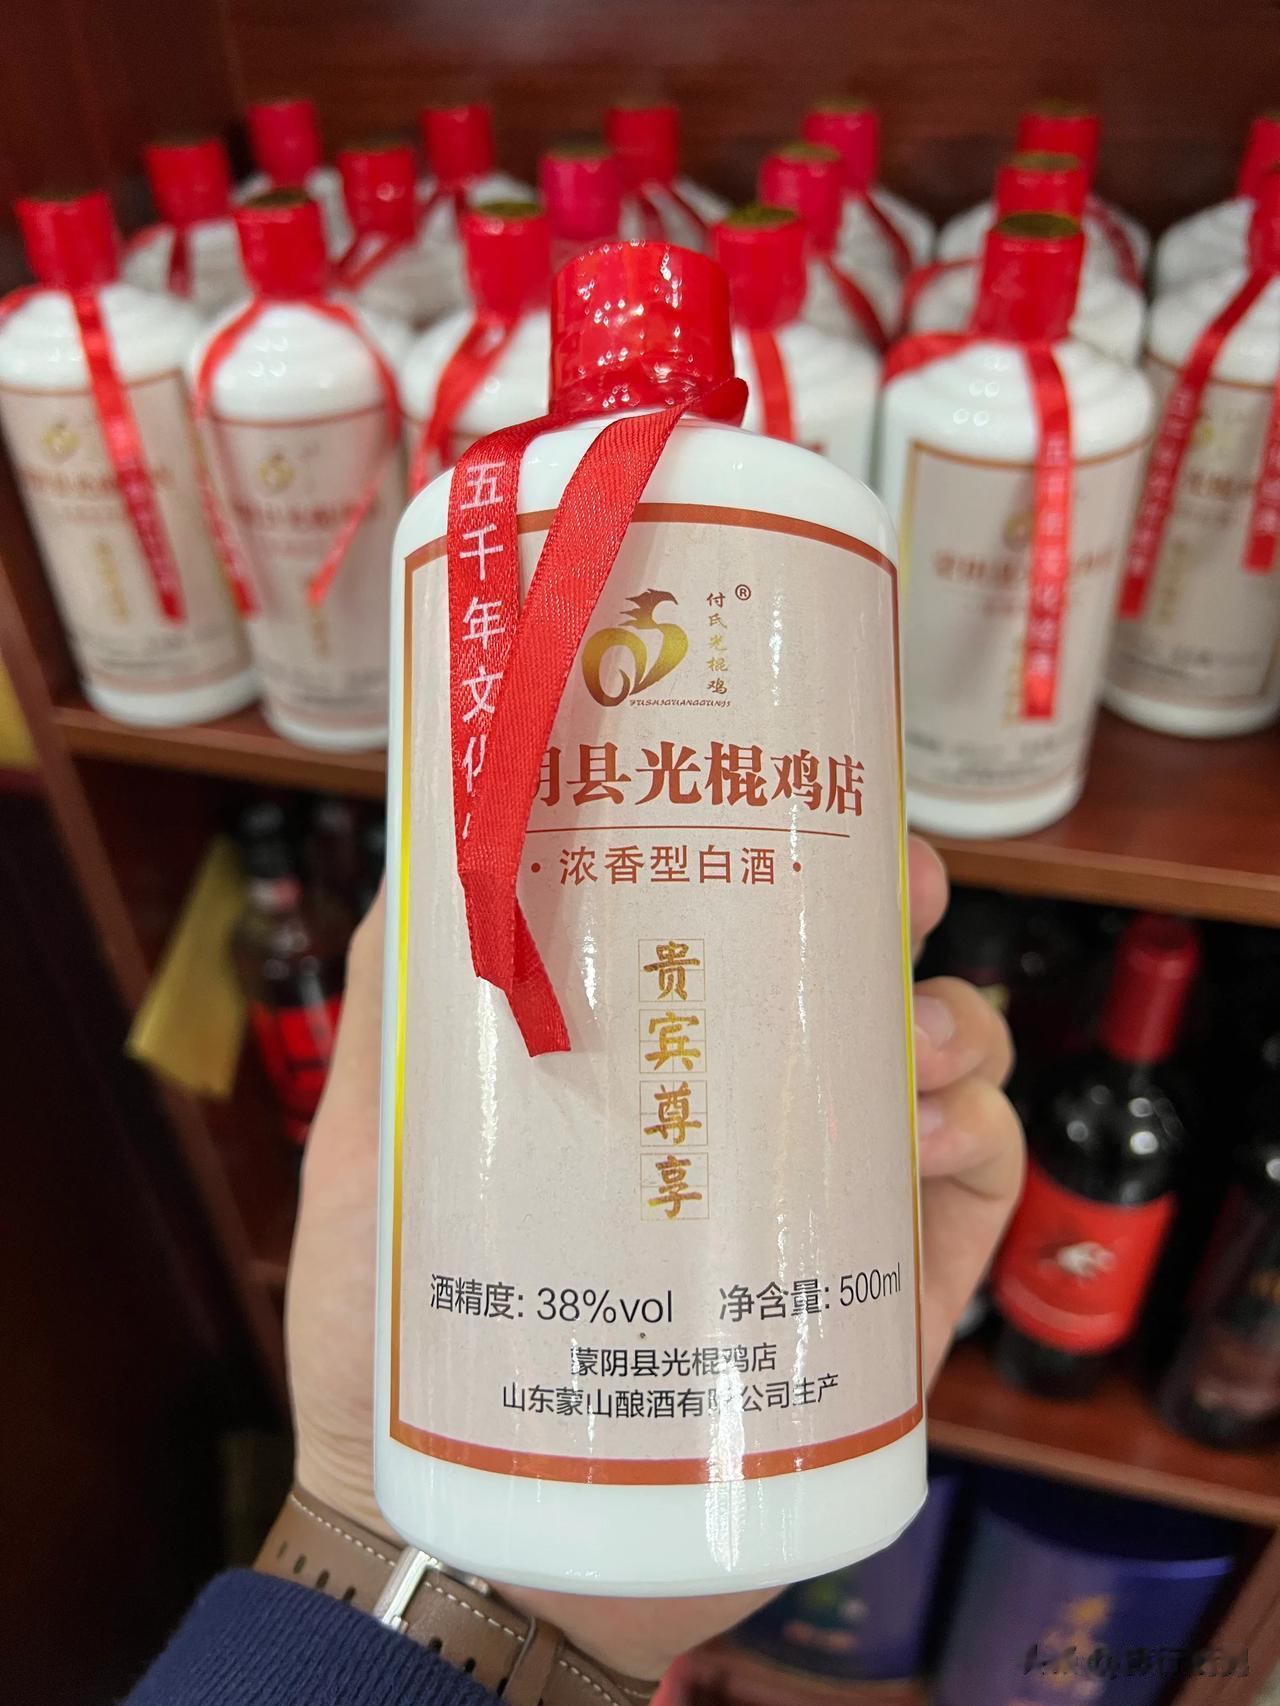 五千年文化
付氏光棍鸡®
FUSHIGUANGGUNJI
阴县光棍鸡店
·浓香型白酒·
贵宾尊享
酒精度: 38%vol 净含量: 500ml
蒙阴县光棍鸡店
山东蒙山酿酒有限公司生产